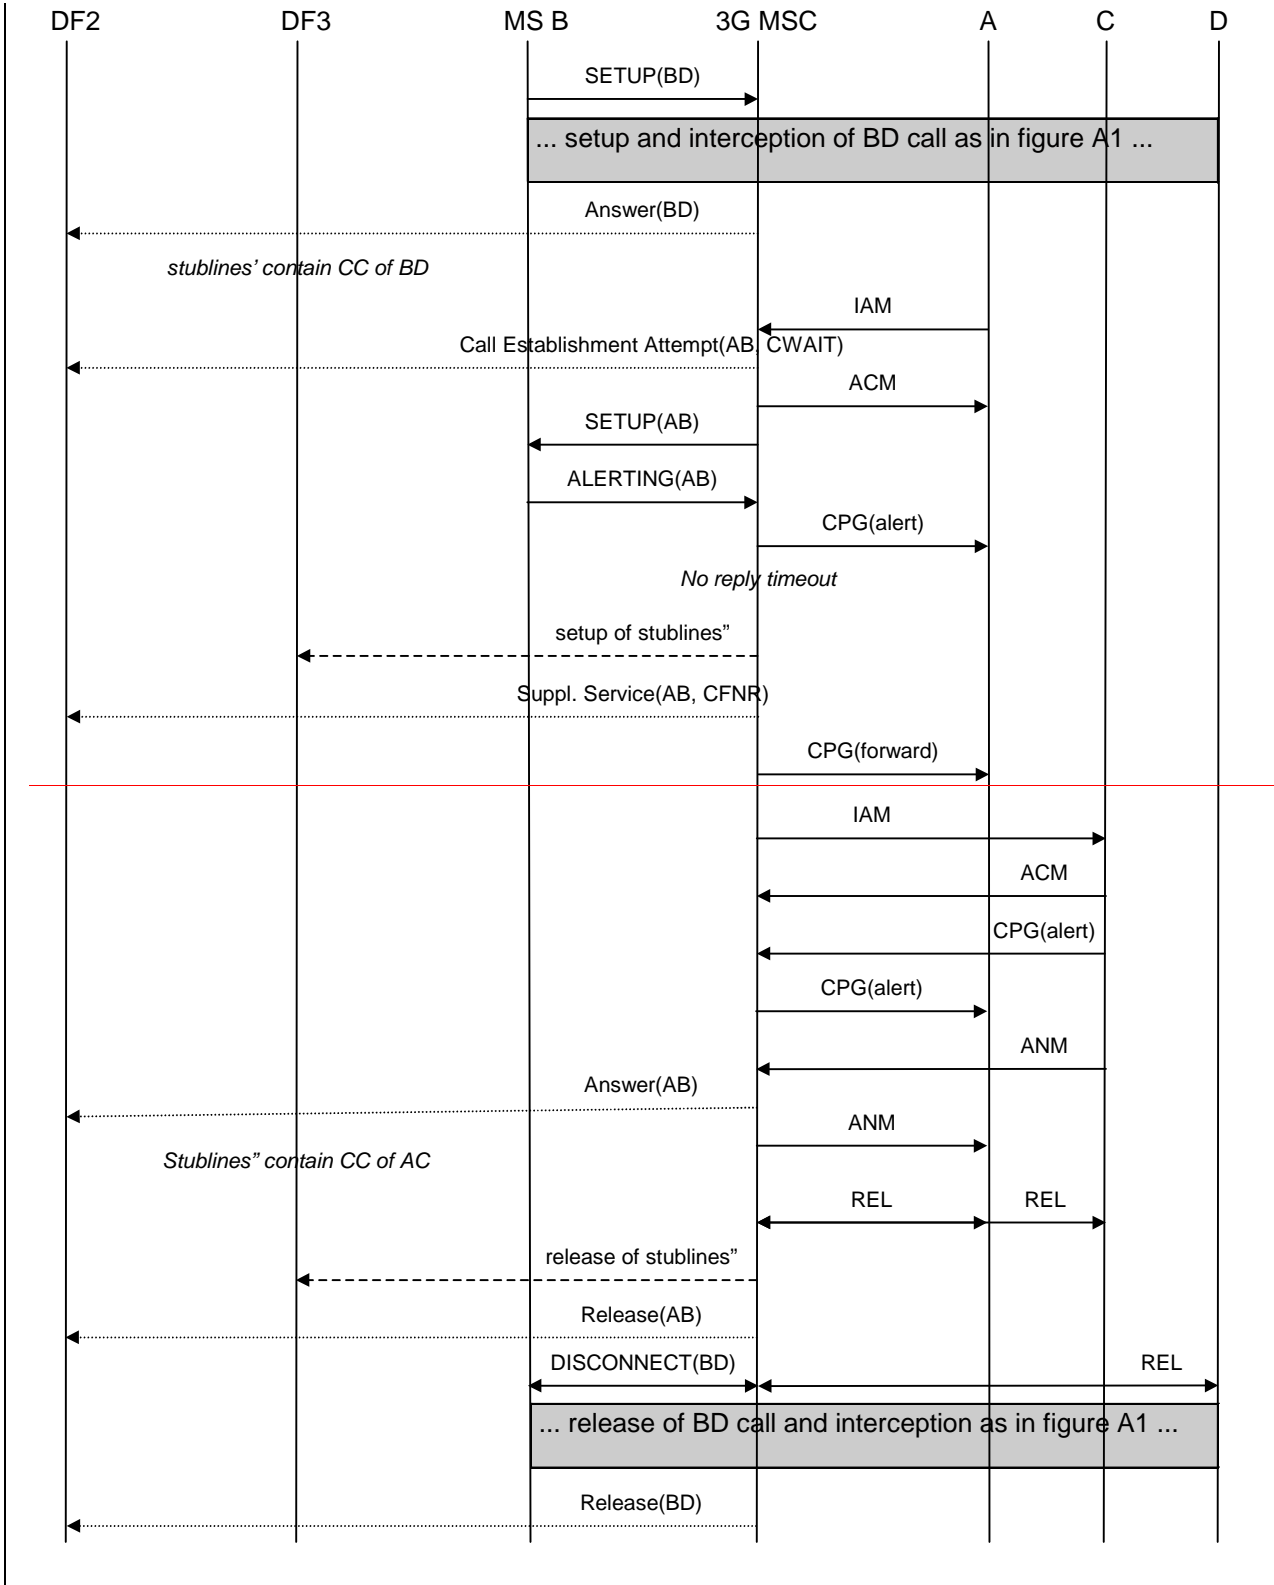 DF2 DF3 MS B 3G MSC A C D
SETUP(BD)
... setup and interception of BD call as in figure A1 ...
Answer(BD)
stublines’ contain CC of BD
IAM
Call Establishment Attempt(AB, CWAIT)
ACM
SETUP(AB)
ALERTING(AB)
CPG(alert)
No reply timeout
setup of stublines”
Suppl. Service(AB, CFNR)
CPG(forward)
IAM
ACM
CPG(alert)
CPG(alert)
ANM
Answer(AB)
ANM
Stublines” contain CC of AC
REL REL
release of stublines”
Release(AB)
DISCONNECT(BD) REL
... release of BD call and interception as in figure A1 ...
Release(BD)